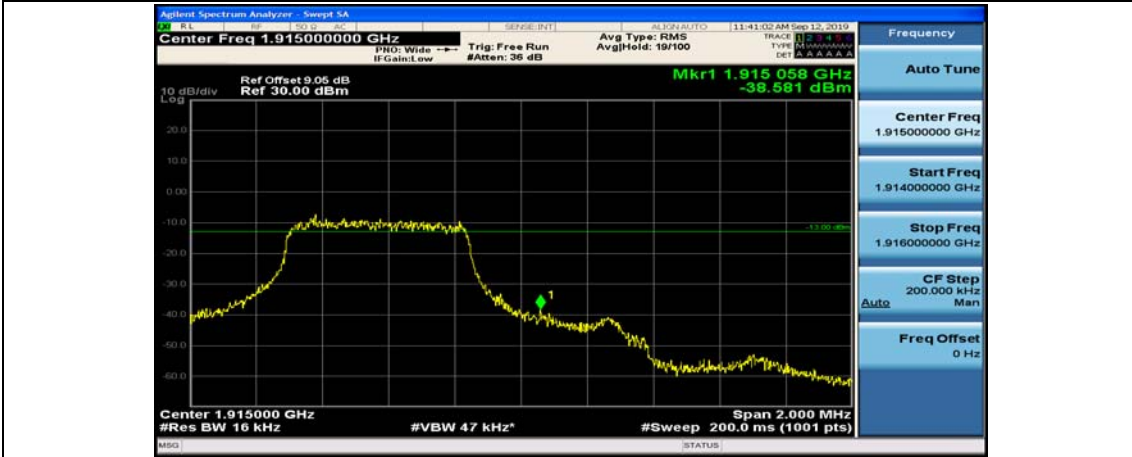 Agilent Spectrum Analyzer - Swept SA
RL RF 50 Ω AC SENSE:INT ALIGN AUTO 11:41:02 AM Sep 12, 2019
Center Freq 1.915000000 GHz
PNO: Wide
IFGain:Low
Trig: Free Run
#Atten: 36 dB
Avg Type: RMS
Avg|Hold: 19/100
TRACE 1 2 3 4 5 6
TYPE M
DET A A A A A A
Ref Offset 9.05 dB
Ref 30.00 dBm
10 dB/div
Log
Mkr1 1.915 058 GHz
-38.581 dBm
20.0
10.0
0.00
-10.0
-20.0
-30.0
-40.0
-50.0
-60.0
-13.00 dBm
1
Center 1.915000 GHz
#Res BW 16 kHz
#VBW 47 kHz*
Span 2.000 MHz
#Sweep 200.0 ms (1001 pts)
MSG
STATUS
Frequency
Auto Tune
Center Freq
1.915000000 GHz
Start Freq
1.914000000 GHz
Stop Freq
1.916000000 GHz
CF Step
200.000 kHz
Auto Man
Freq Offset
0 Hz